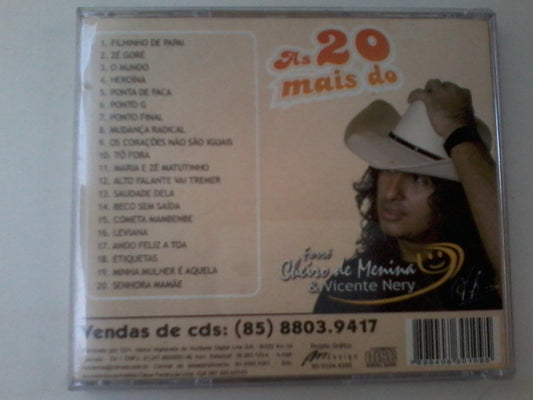 As 20
mais do
1. FILHINHO DE PAPAI
2. ZÉ GORÉ
3. O MUNDO
4. HEROÍNA
5. PONTA DE FACA
6. PONTO G
7. PONTO FINAL
8. MUDANÇA RADICAL
9. OS CORAÇÕES NÃO SÃO IGUAIS
10. TÔ FORA
11. MARIA E ZÉ MATUTINHO
12. ALTO FALANTE VAI TREMER
13. SAUDADE DELA
14. BECO SEM SAÍDA
15. COMETA MAMBEMBE
16. LEVIANA
17. ANDO FELIZ A TOA
18. ETIQUETAS
19. MINHA MULHER É AQUELA
20. SENHORA MAMÃE
Forró
Cheiro de Menina
& Vicente Nery
Vendas de cds: (85) 8803.9417
Projeto Gráfico